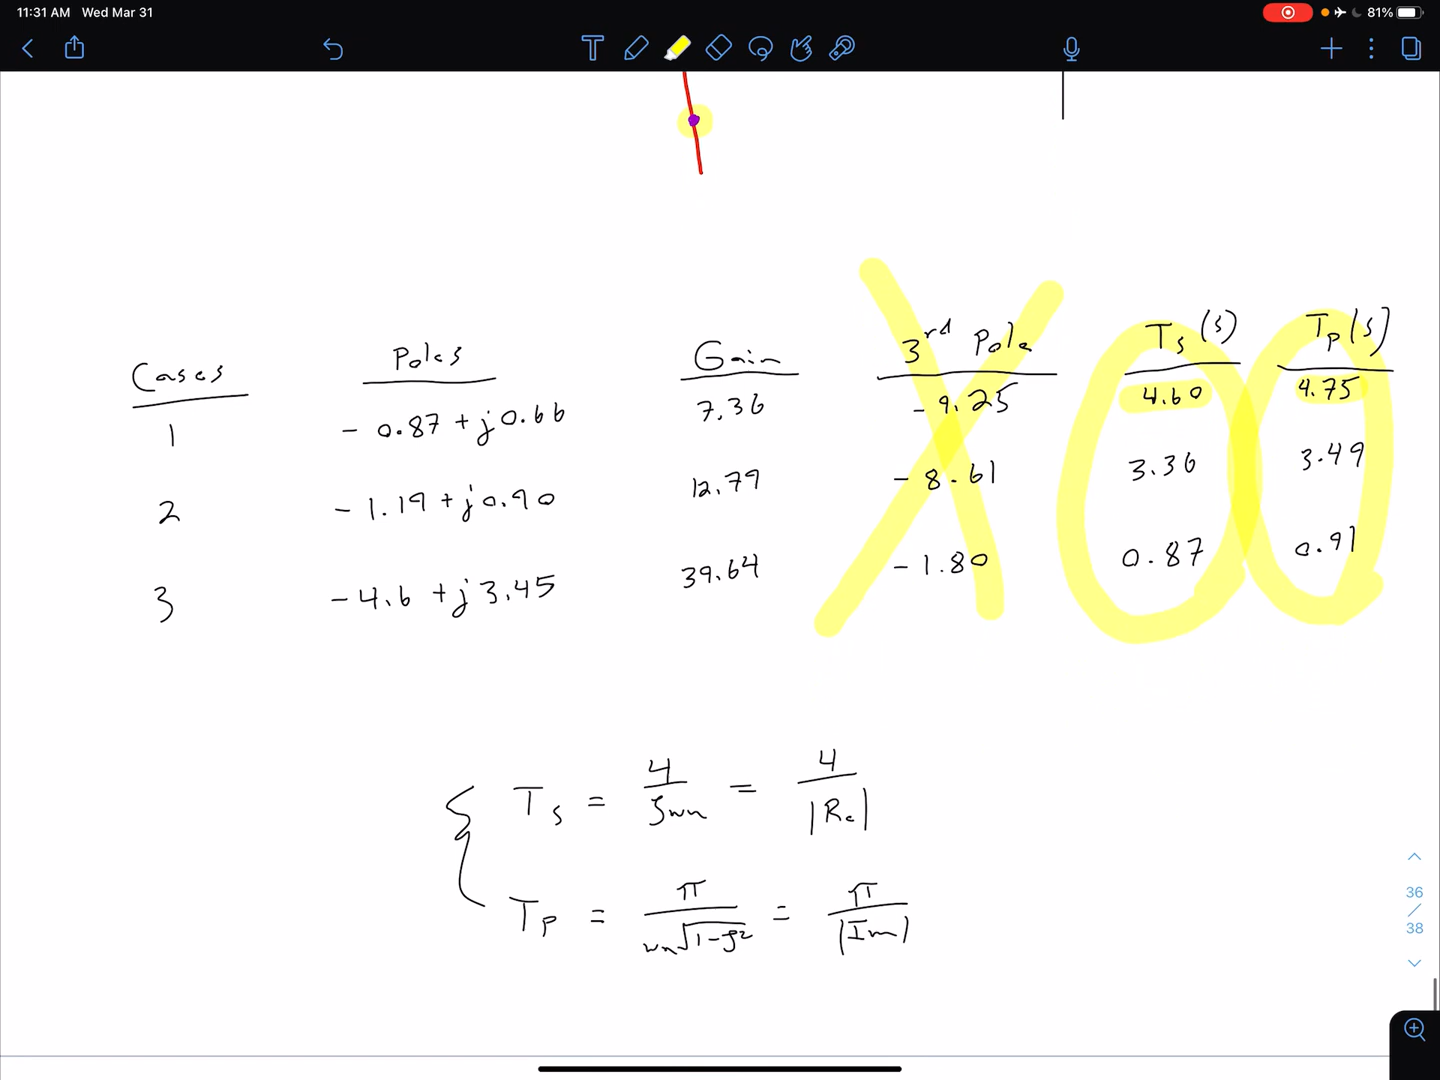 11:31 AM Wed Mar 31
81%
T
Cases Poles Gain 3rd Pole Ts (s) Tp (s)
1 - 0.87 + j0.66 7.36 - 9.25 4.60 4.75
2 - 1.19 + j0.90 12.79 - 8.61 3.36 3.49
3 - 4.6 + j3.45 39.64 - 1.80 0.87 0.91
Ts = 4/ζωn = 4/|Re|
Tp = π/ωn√1-ζ² = π/|Im|
36
/
38